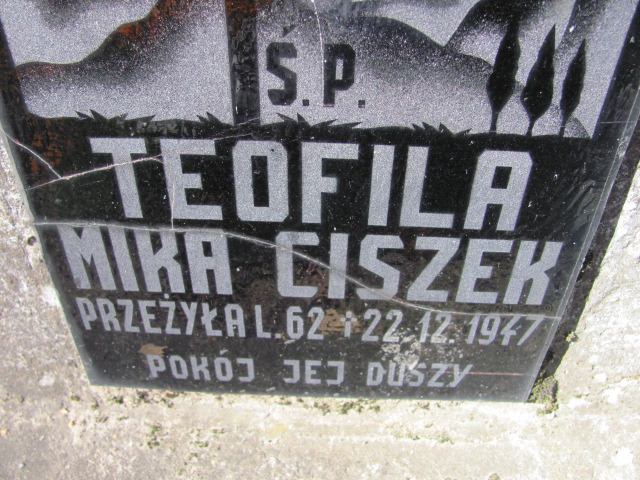 Ś.P.
TEOFILA
MIKA CISZEK
PRZEŻYŁA L. 62 i 22.12.1947
POKÓJ JEJ DUSZY